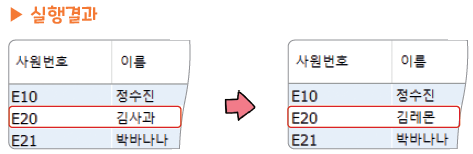 ▶ 실행결과
사원번호 이름
E10 정수진
E20 김사과
E21 박바나나
사원번호 이름
E10 정수진
E20 김레몬
E21 박바나나